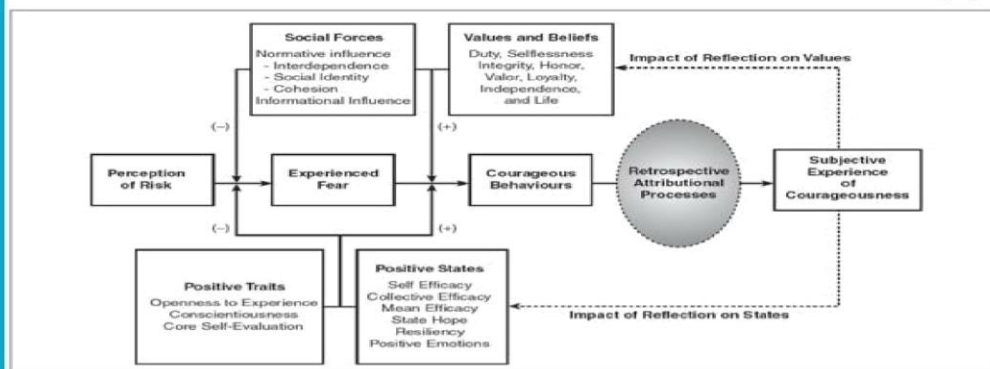 Social Forces
Normative influence
- Interdependence
- Social Identity
- Cohesion
Informational Influence
Values and Beliefs
Duty, Selflessness
Integrity, Honor,
Valor, Loyalty,
Independence,
and Life
Impact of Reflection on Values
(−)
(+)
Perception
of Risk
Experienced
Fear
Courageous
Behaviours
Retrospective
Attributional
Processes
Subjective
Experience
of
Courageousness
(−)
(+)
Positive Traits
Openness to Experience
Conscientiousness
Core Self-Evaluation
Positive States
Self Efficacy
Collective Efficacy
Mean Efficacy
State Hope
Resiliency
Positive Emotions
Impact of Reflection on States